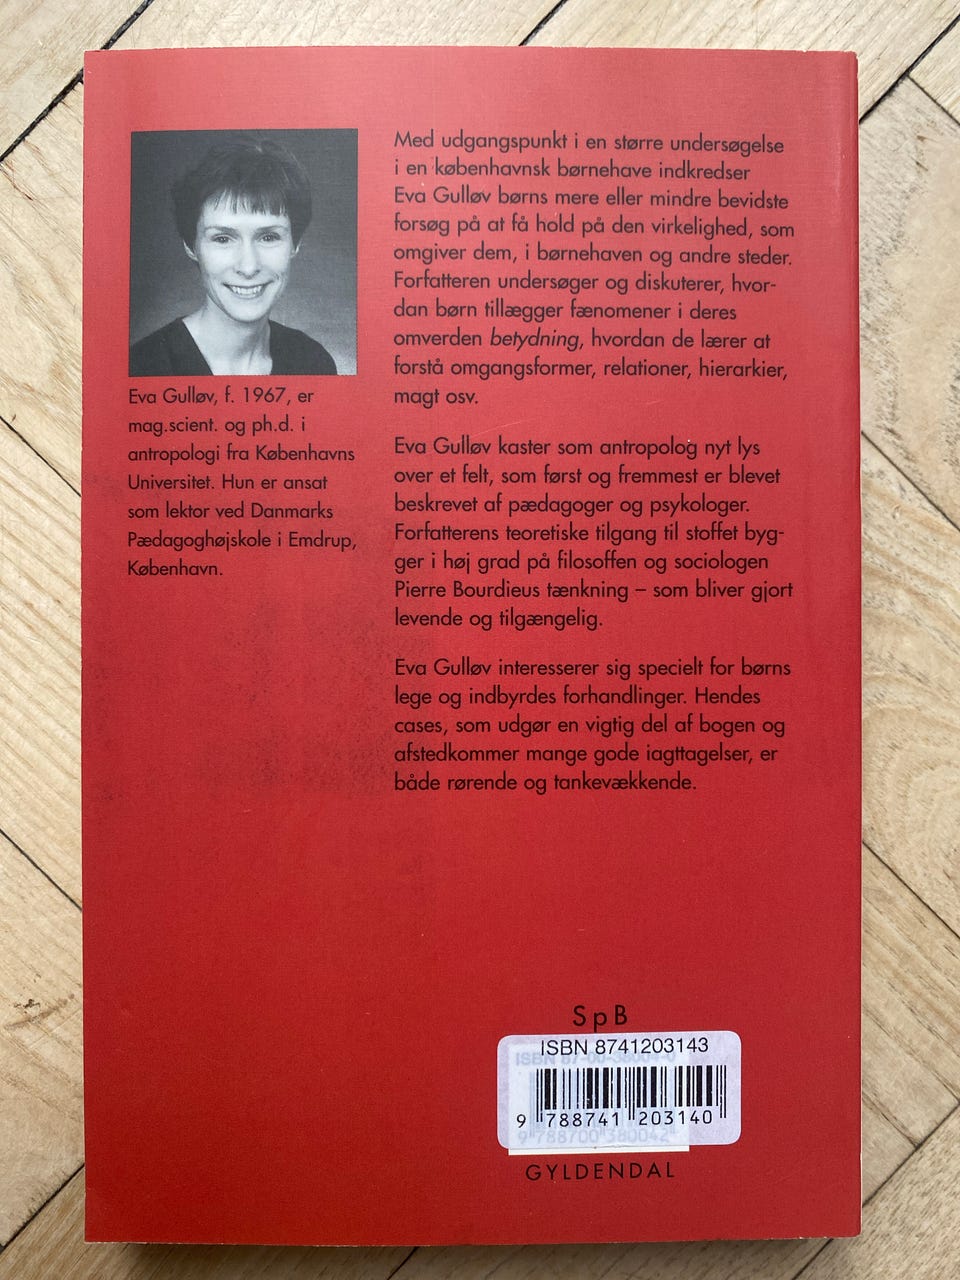 Med udgangspunkt i en større undersøgelse
i en københavnsk børnehave indkredser
Eva Gulløv børns mere eller mindre bevidste
forsøg på at få hold på den virkelighed, som
omgiver dem, i børnehaven og andre steder.
Forfatteren undersøger og diskuterer, hvor-
dan børn tillægger fænomener i deres
omverden betydning, hvordan de lærer at
forstå omgangsformer, relationer, hierarkier,
magt osv.
Eva Gulløv kaster som antropolog nyt lys
over et felt, som først og fremmest er blevet
beskrevet af pædagoger og psykologer.
Forfatterens teoretiske tilgang til stoffet byg-
ger i høj grad på filosoffen og sociologen
Pierre Bourdieus tænkning – som bliver gjort
levende og tilgængelig.
Eva Gulløv interesserer sig specielt for børns
lege og indbyrdes forhandlinger. Hendes
cases, som udgør en vigtig del af bogen og
afstedkommer mange gode iagttagelser, er
både rørende og tankevækkende.
Eva Gulløv, f. 1967, er
mag.scient. og ph.d. i
antropologi fra Københavns
Universitet. Hun er ansat
som lektor ved Danmarks
Pædagoghøjskole i Emdrup,
København.
SpB
ISBN 8741203143
ISBN 87-00-38004-0
9 788741 203140
9 788700 380042
GYLDENDAL